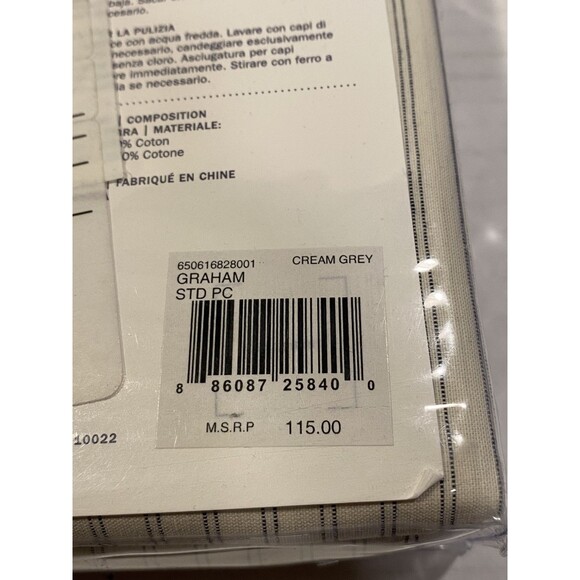 LA PULIZIA
ce con acqua fredda. Lavare con capi di
necessario, candeggiare esclusivamente
senza cloro. Asciugatura per capi
ve immediatamente. Stirare con ferro a
ia se necessario.
| COMPOSITION
BRA | MATERIALE:
% Coton
0% Cotone
FABRIQUÉ EN CHINE
650616828001 CREAM GREY
GRAHAM
STD PC
8 86087 25840 0
M.S.R.P 115.00
10022